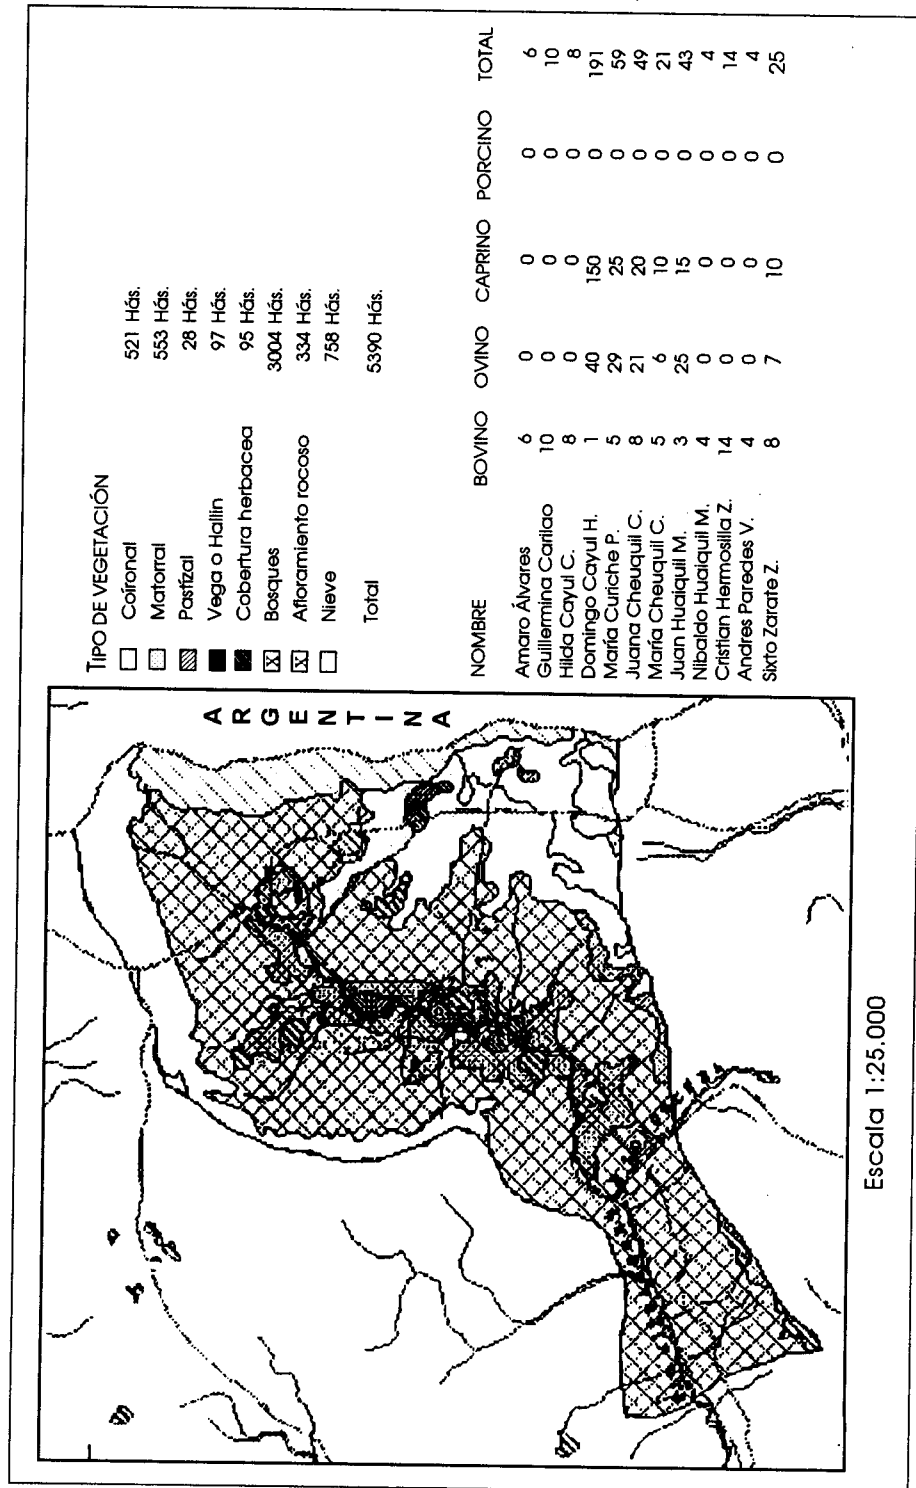 ARGENTINA
TIPO DE VEGETACIÓN
Coíronal 521 Hás.
Matorral 553 Hás.
Pastízal 28 Hás.
Vega o Hallin 97 Hás.
Cobertura herbacea 95 Hás.
Bosques 3004 Hás.
Afloramiento rocoso 334 Hás.
Nieve 758 Hás.
Total 5390 Hás.
NOMBRE BOVINO OVINO CAPRINO PORCINO TOTAL
Amaro Álvares 6 0 0 0 6
Guillemina Carilao 10 0 0 0 10
Hilda Cayul C. 8 0 0 0 8
Domingo Cayul H. 1 40 150 0 191
María Curiche P. 5 29 25 0 59
Juana Cheuquil C. 8 21 20 0 49
María Cheuquil C. 5 6 10 0 21
Juan Huaiquil M. 3 25 15 0 43
Nibaldo Huaiquil M. 4 0 0 0 4
Cristian Hermosilla Z. 14 0 0 0 14
Andres Paredes V. 4 0 0 0 4
Sixto Zarate Z. 8 7 10 0 25
Escala 1:25.000